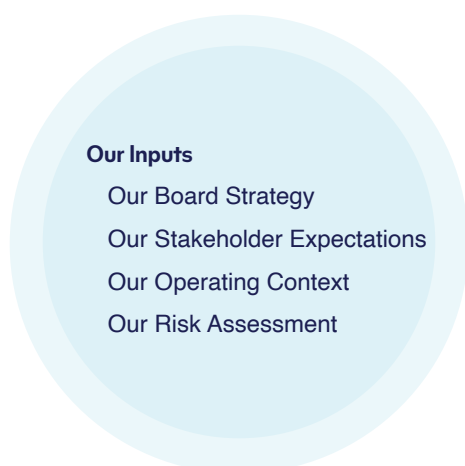 Our Inputs
Our Board Strategy
Our Stakeholder Expectations
Our Operating Context
Our Risk Assessment